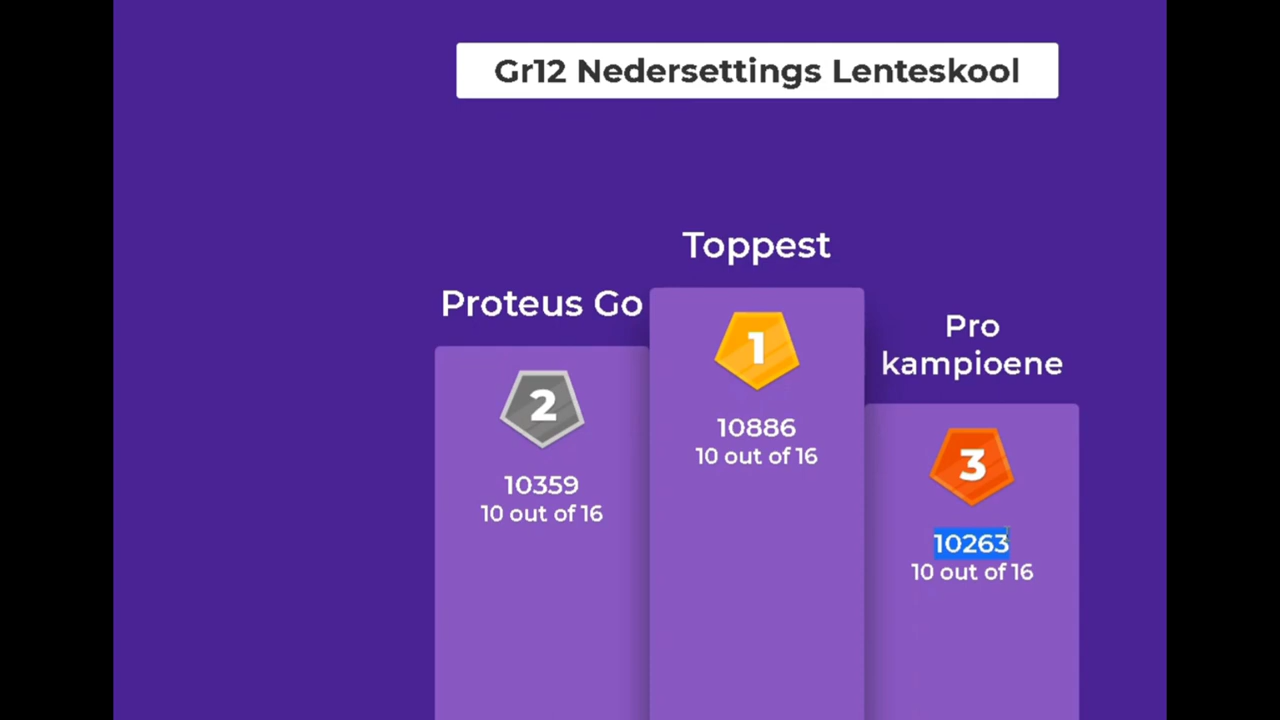 Gr12 Nedersettings Lenteskool
Toppest
1
10886
10 out of 16
Proteus Go
2
10359
10 out of 16
Pro
kampioene
3
10263
10 out of 16